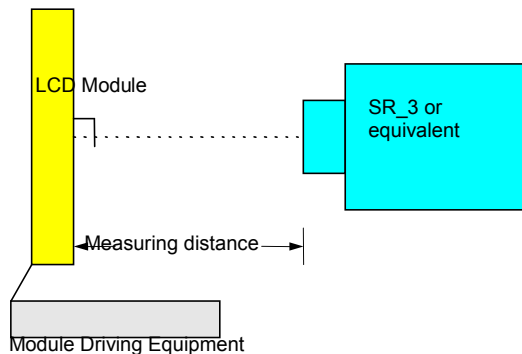 LCD Module
SR_3 or
equivalent
Measuring distance
Module Driving Equipment